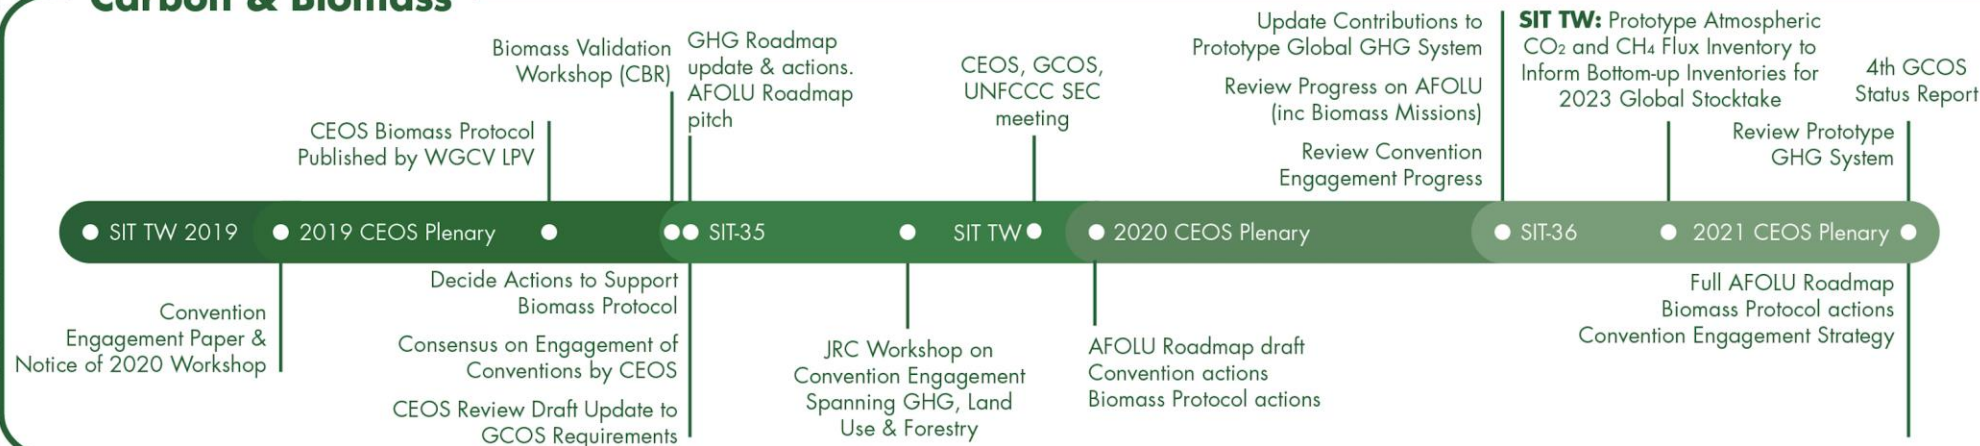 Carbon & Biomass
Biomass Validation
Workshop (CBR)
GHG Roadmap
update & actions.
AFOLU Roadmap
pitch
CEOS Biomass Protocol
Published by WGCV LPV
CEOS, GCOS,
UNFCCC SEC
meeting
Update Contributions to
Prototype Global GHG System
Review Progress on AFOLU
(inc Biomass Missions)
Review Convention
Engagement Progress
SIT TW: Prototype Atmospheric
CO₂ and CH₄ Flux Inventory to
Inform Bottom-up Inventories for
2023 Global Stocktake
4th GCOS
Status Report
Review Prototype
GHG System
SIT TW 2019
2019 CEOS Plenary
SIT-35
SIT TW
2020 CEOS Plenary
SIT-36
2021 CEOS Plenary
Convention
Engagement Paper &
Notice of 2020 Workshop
Decide Actions to Support
Biomass Protocol
Consensus on Engagement of
Conventions by CEOS
CEOS Review Draft Update to
GCOS Requirements
JRC Workshop on
Convention Engagement
Spanning GHG, Land
Use & Forestry
AFOLU Roadmap draft
Convention actions
Biomass Protocol actions
Full AFOLU Roadmap
Biomass Protocol actions
Convention Engagement Strategy